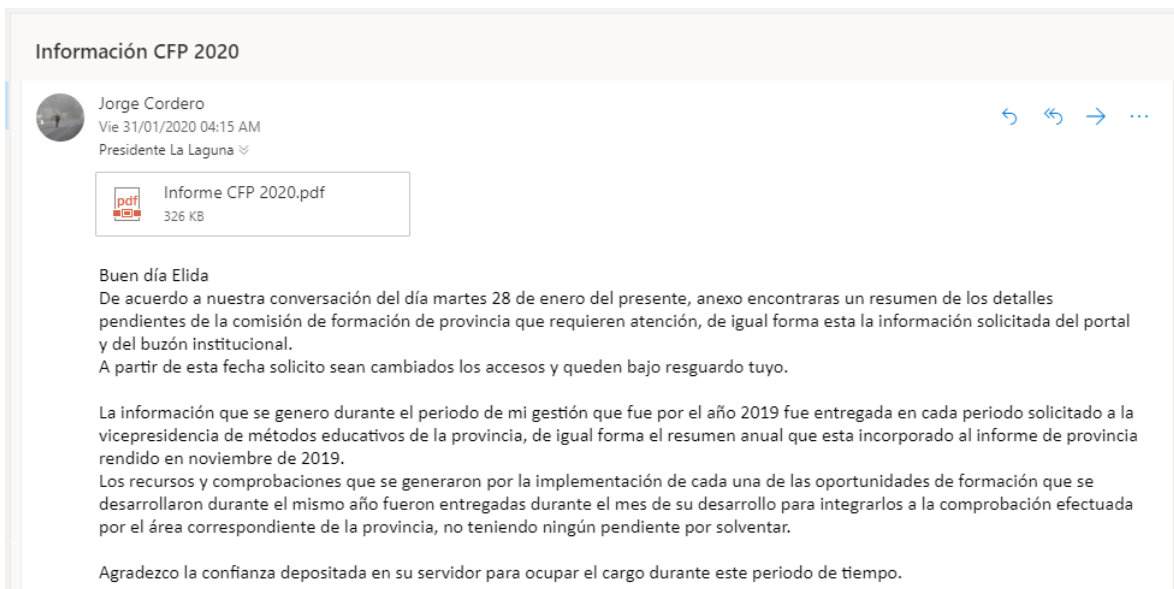 Información CFP 2020
Jorge Cordero
Vie 31/01/2020 04:15 AM
Presidente La Laguna
pdf
Informe CFP 2020.pdf
326 KB
Buen día Elida
De acuerdo a nuestra conversación del día martes 28 de enero del presente, anexo encontraras un resumen de los detalles
pendientes de la comisión de formación de provincia que requieren atención, de igual forma esta la información solicitada del portal
y del buzón institucional.
A partir de esta fecha solicito sean cambiados los accesos y queden bajo resguardo tuyo.
La información que se genero durante el periodo de mi gestión que fue por el año 2019 fue entregada en cada periodo solicitado a la
vicepresidencia de métodos educativos de la provincia, de igual forma el resumen anual que esta incorporado al informe de provincia
rendido en noviembre de 2019.
Los recursos y comprobaciones que se generaron por la implementación de cada una de las oportunidades de formación que se
desarrollaron durante el mismo año fueron entregadas durante el mes de su desarrollo para integrarlos a la comprobación efectuada
por el área correspondiente de la provincia, no teniendo ningún pendiente por solventar.
Agradezco la confianza depositada en su servidor para ocupar el cargo durante este periodo de tiempo.